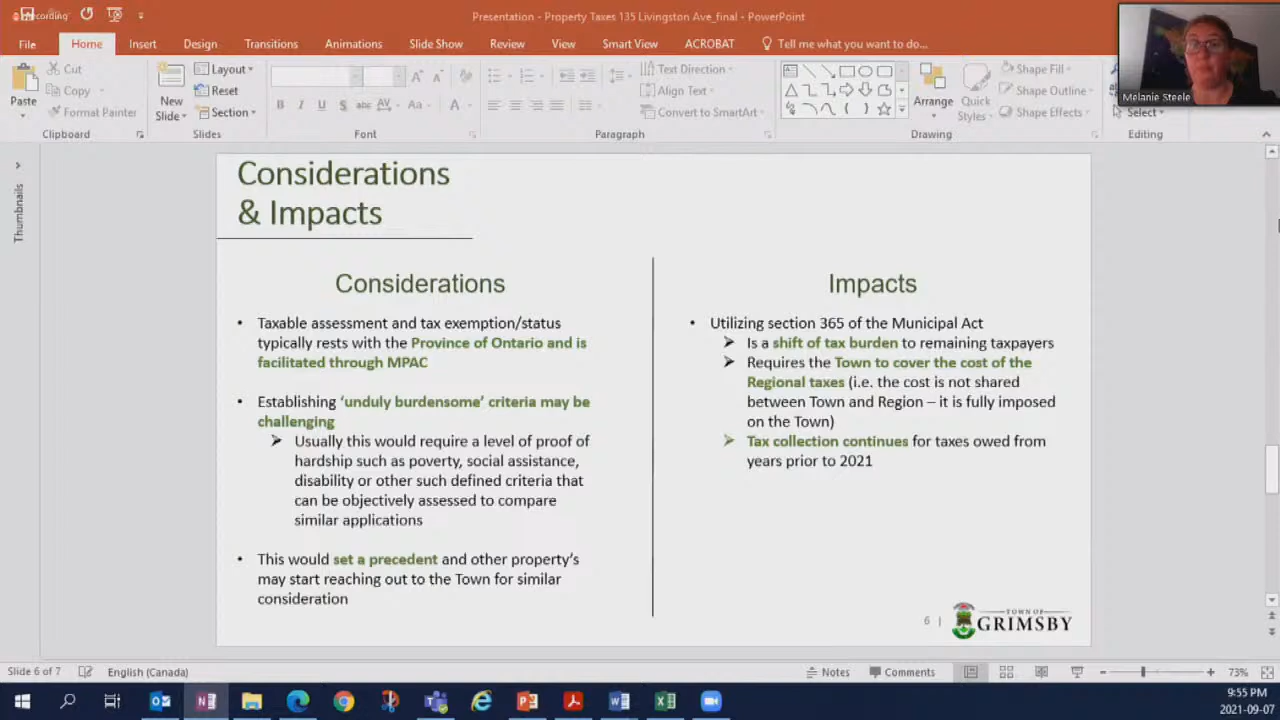 Recording
Presentation - Property Taxes 135 Livingston Ave_final - PowerPoint
File Home Insert Design Transitions Animations Slide Show Review View Smart View ACROBAT Tell me what you want to do...
Paste
Cut
Copy
Format Painter
Clipboard
New Slide
Layout
Reset
Section
Slides
B I U S abc AV Aa A
Font
Text Direction
Align Text
Convert to SmartArt
Paragraph
Arrange
Quick Styles
Shape Fill
Shape Outline
Shape Effects
Drawing
Select
Editing
Melanie Steele
Thumbnails
Considerations
& Impacts
Considerations
• Taxable assessment and tax exemption/status
typically rests with the Province of Ontario and is
facilitated through MPAC
• Establishing ‘unduly burdensome’ criteria may be
challenging
Usually this would require a level of proof of
hardship such as poverty, social assistance,
disability or other such defined criteria that
can be objectively assessed to compare
similar applications
• This would set a precedent and other property’s
may start reaching out to the Town for similar
consideration
Impacts
• Utilizing section 365 of the Municipal Act
Is a shift of tax burden to remaining taxpayers
Requires the Town to cover the cost of the
Regional taxes (i.e. the cost is not shared
between Town and Region – it is fully imposed
on the Town)
Tax collection continues for taxes owed from
years prior to 2021
6 |
TOWN OF
GRIMSBY
Slide 6 of 7 English (Canada) Notes Comments 73%
9:55 PM
2021-09-07